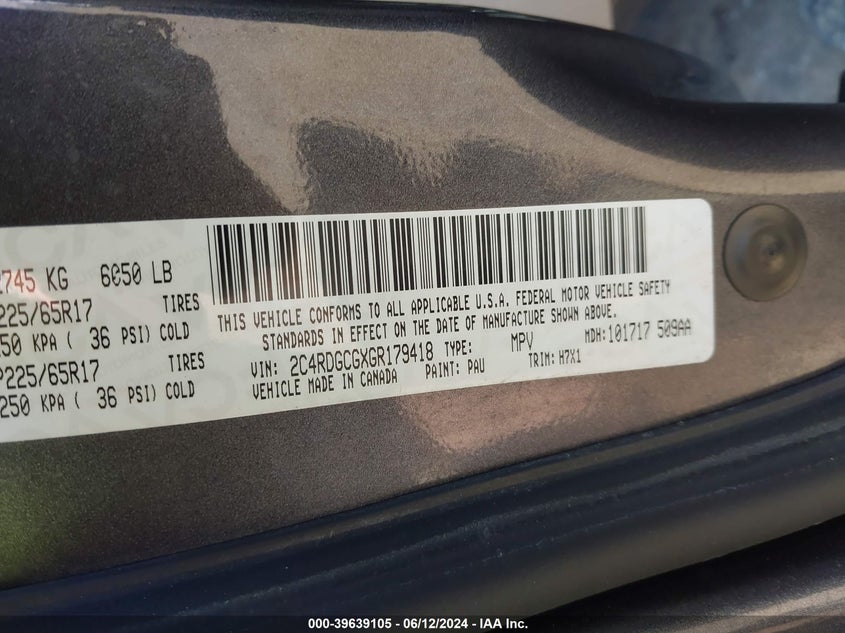 745 KG 6050 LB
225/65R17 TIRES
250 KPA ( 36 PSI) COLD
P225/65R17 TIRES
250 KPA ( 36 PSI) COLD
THIS VEHICLE CONFORMS TO ALL APPLICABLE U.S.A. FEDERAL MOTOR VEHICLE SAFETY
STANDARDS IN EFFECT ON THE DATE OF MANUFACTURE SHOWN ABOVE.
VIN: 2C4RDGCGXGR179418 TYPE: MPV MDH: 101717 509AA
VEHICLE MADE IN CANADA PAINT: PAU TRIM: H7X1
000-39639105 - 06/12/2024 - IAA Inc.